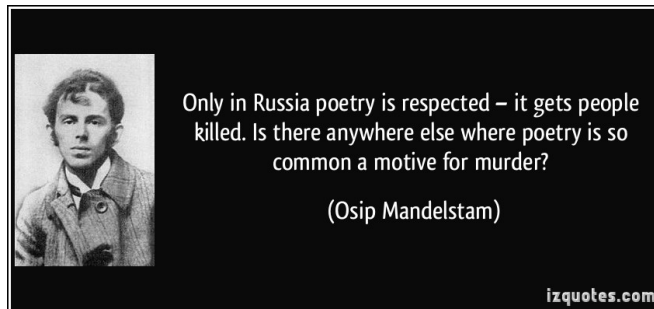 Only in Russia poetry is respected – it gets people
killed. Is there anywhere else where poetry is so
common a motive for murder?
(Osip Mandelstam)
izquotes.com